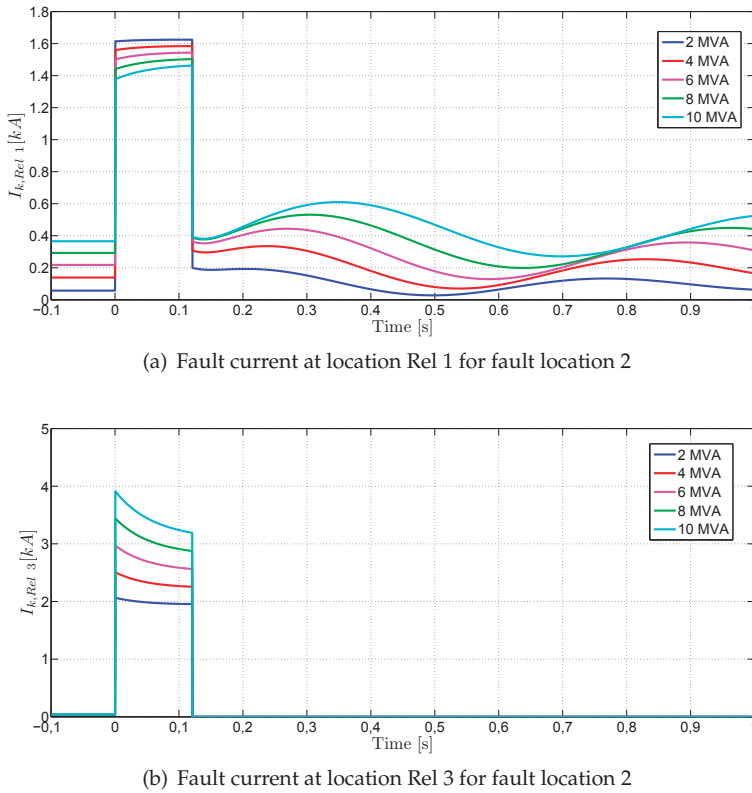 1.8
1.6
1.4
1.2
1
0.8
0.6
0.4
0.2
0
I_{k,Rel 1}[kA]
2 MVA
4 MVA
6 MVA
8 MVA
10 MVA
−0.1 0 0.1 0.2 0.3 0.4 0.5 0.6 0.7 0.8 0.9 1
Time [s]
(a) Fault current at location Rel 1 for fault location 2
5
4
3
2
1
0
I_{k,Rel 3}[kA]
2 MVA
4 MVA
6 MVA
8 MVA
10 MVA
−0,1 0 0,1 0,2 0,3 0,4 0,5 0,6 0,7 0,8 0,9
Time [s]
(b) Fault current at location Rel 3 for fault location 2